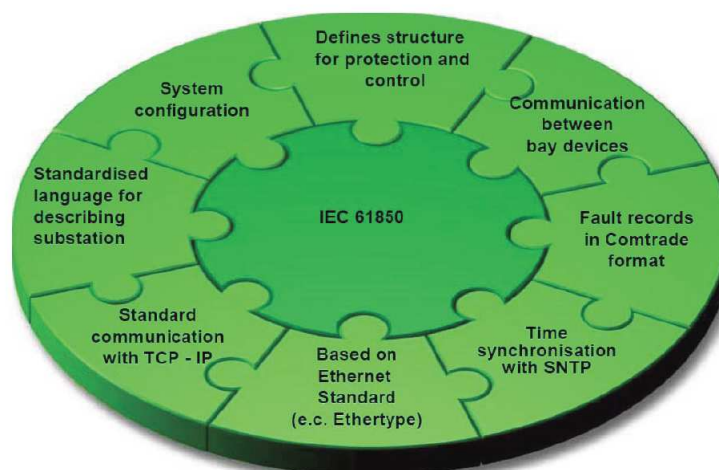 Defines structure
for protection and
control
Communication
between
bay devices
Fault records
in Comtrade
format
Time
synchronisation
with SNTP
Based on
Ethernet
Standard
(e.c. Ethertype)
Standard
communication
with TCP - IP
Standardised
language for
describing
substation
System
configuration
IEC 61850